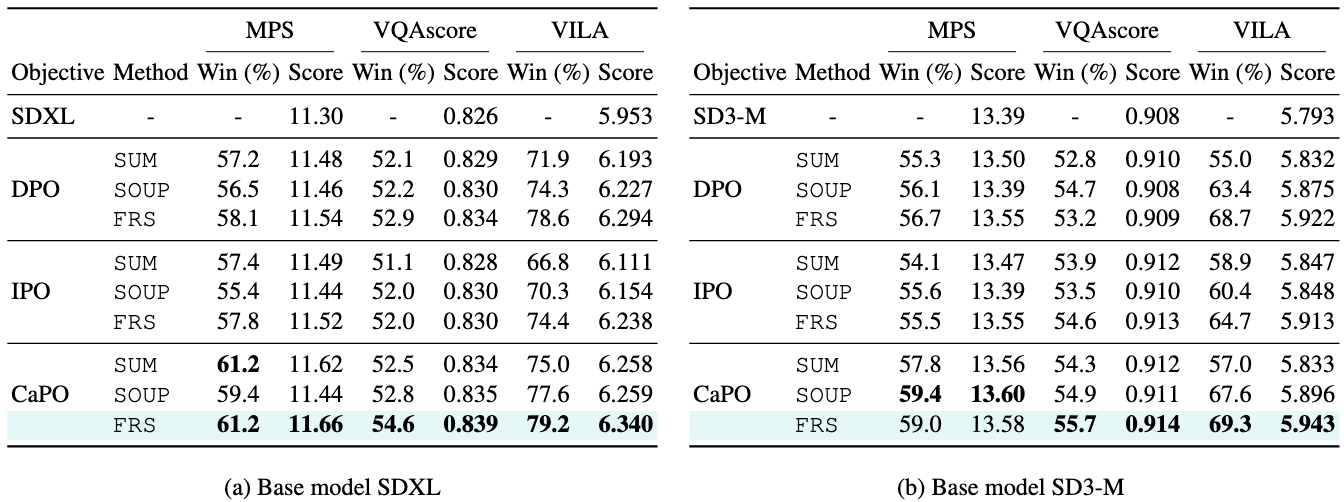 MPS VQAscore VILA
Objective Method Win (%) Score Win (%) Score Win (%) Score
SDXL - - 11.30 - 0.826 - 5.953
SUM 57.2 11.48 52.1 0.829 71.9 6.193
DPO SOUP 56.5 11.46 52.2 0.830 74.3 6.227
FRS 58.1 11.54 52.9 0.834 78.6 6.294
SUM 57.4 11.49 51.1 0.828 66.8 6.111
IPO SOUP 55.4 11.44 52.0 0.830 70.3 6.154
FRS 57.8 11.52 52.0 0.830 74.4 6.238
SUM 61.2 11.62 52.5 0.834 75.0 6.258
CaPO SOUP 59.4 11.44 52.8 0.835 77.6 6.259
FRS 61.2 11.66 54.6 0.839 79.2 6.340
(a) Base model SDXL
MPS VQAscore VILA
Objective Method Win (%) Score Win (%) Score Win (%) Score
SD3-M - - 13.39 - 0.908 - 5.793
SUM 55.3 13.50 52.8 0.910 55.0 5.832
DPO SOUP 56.1 13.39 54.7 0.908 63.4 5.875
FRS 56.7 13.55 53.2 0.909 68.7 5.922
SUM 54.1 13.47 53.9 0.912 58.9 5.847
IPO SOUP 55.6 13.39 53.5 0.910 60.4 5.848
FRS 55.5 13.55 54.6 0.913 64.7 5.913
SUM 57.8 13.56 54.3 0.912 57.0 5.833
CaPO SOUP 59.4 13.60 54.9 0.911 67.6 5.896
FRS 59.0 13.58 55.7 0.914 69.3 5.943
(b) Base model SD3-M